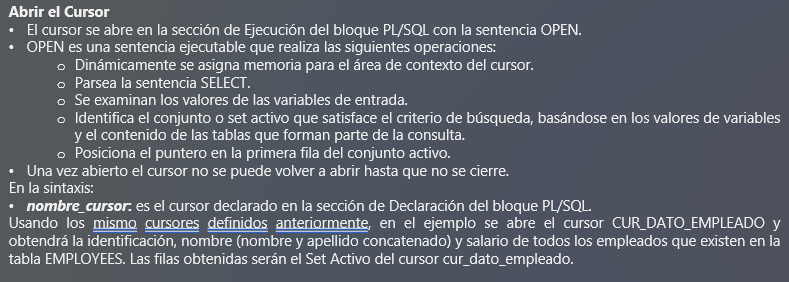 Abrir el Cursor
• El cursor se abre en la sección de Ejecución del bloque PL/SQL con la sentencia OPEN.
• OPEN es una sentencia ejecutable que realiza las siguientes operaciones:
o Dinámicamente se asigna memoria para el área de contexto del cursor.
o Parsea la sentencia SELECT.
o Se examinan los valores de las variables de entrada.
o Identifica el conjunto o set activo que satisface el criterio de búsqueda, basándose en los valores de variables
y el contenido de las tablas que forman parte de la consulta.
o Posiciona el puntero en la primera fila del conjunto activo.
• Una vez abierto el cursor no se puede volver a abrir hasta que no se cierre.
En la sintaxis:
• nombre_cursor: es el cursor declarado en la sección de Declaración del bloque PL/SQL.
Usando los mismo cursores definidos anteriormente, en el ejemplo se abre el cursor CUR_DATO_EMPLEADO y
obtendrá la identificación, nombre (nombre y apellido concatenado) y salario de todos los empleados que existen en la
tabla EMPLOYEES. Las filas obtenidas serán el Set Activo del cursor cur_dato_empleado.